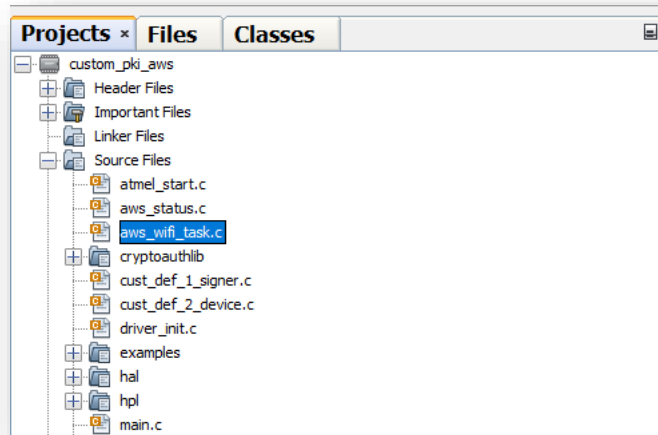 Projects × Files Classes
custom_pki_aws
Header Files
Important Files
Linker Files
Source Files
atmel_start.c
aws_status.c
aws_wifi_task.c
cryptoauthlib
cust_def_1_signer.c
cust_def_2_device.c
driver_init.c
examples
hal
hpl
main.c